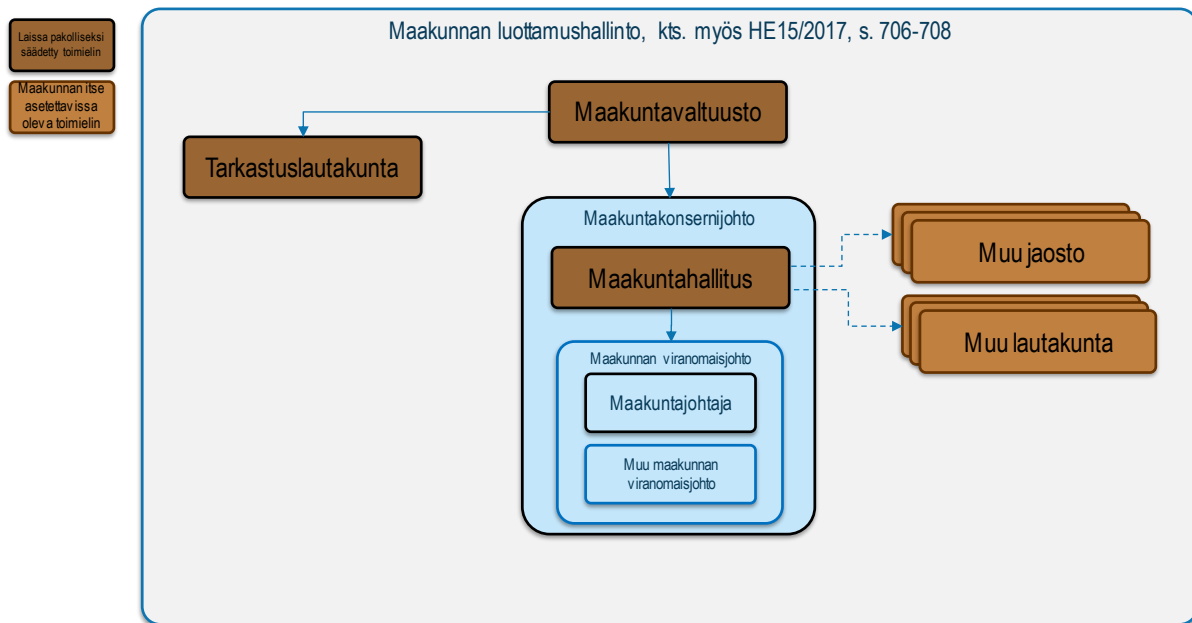 Laissa pakolliseksi
säädetty toimielin
Maakunnan itse
asetettavissa
oleva toimielin
Maakunnan luottamushallinto, kts. myös HE15/2017, s. 706-708
Maakuntavaltuusto
Tarkastuslautakunta
Maakuntakonsernijohto
Maakuntahallitus
Muu jaosto
Muu lautakunta
Maakunnan viranomaisjohto
Maakuntajohtaja
Muu maakunnan
viranomaisjohto